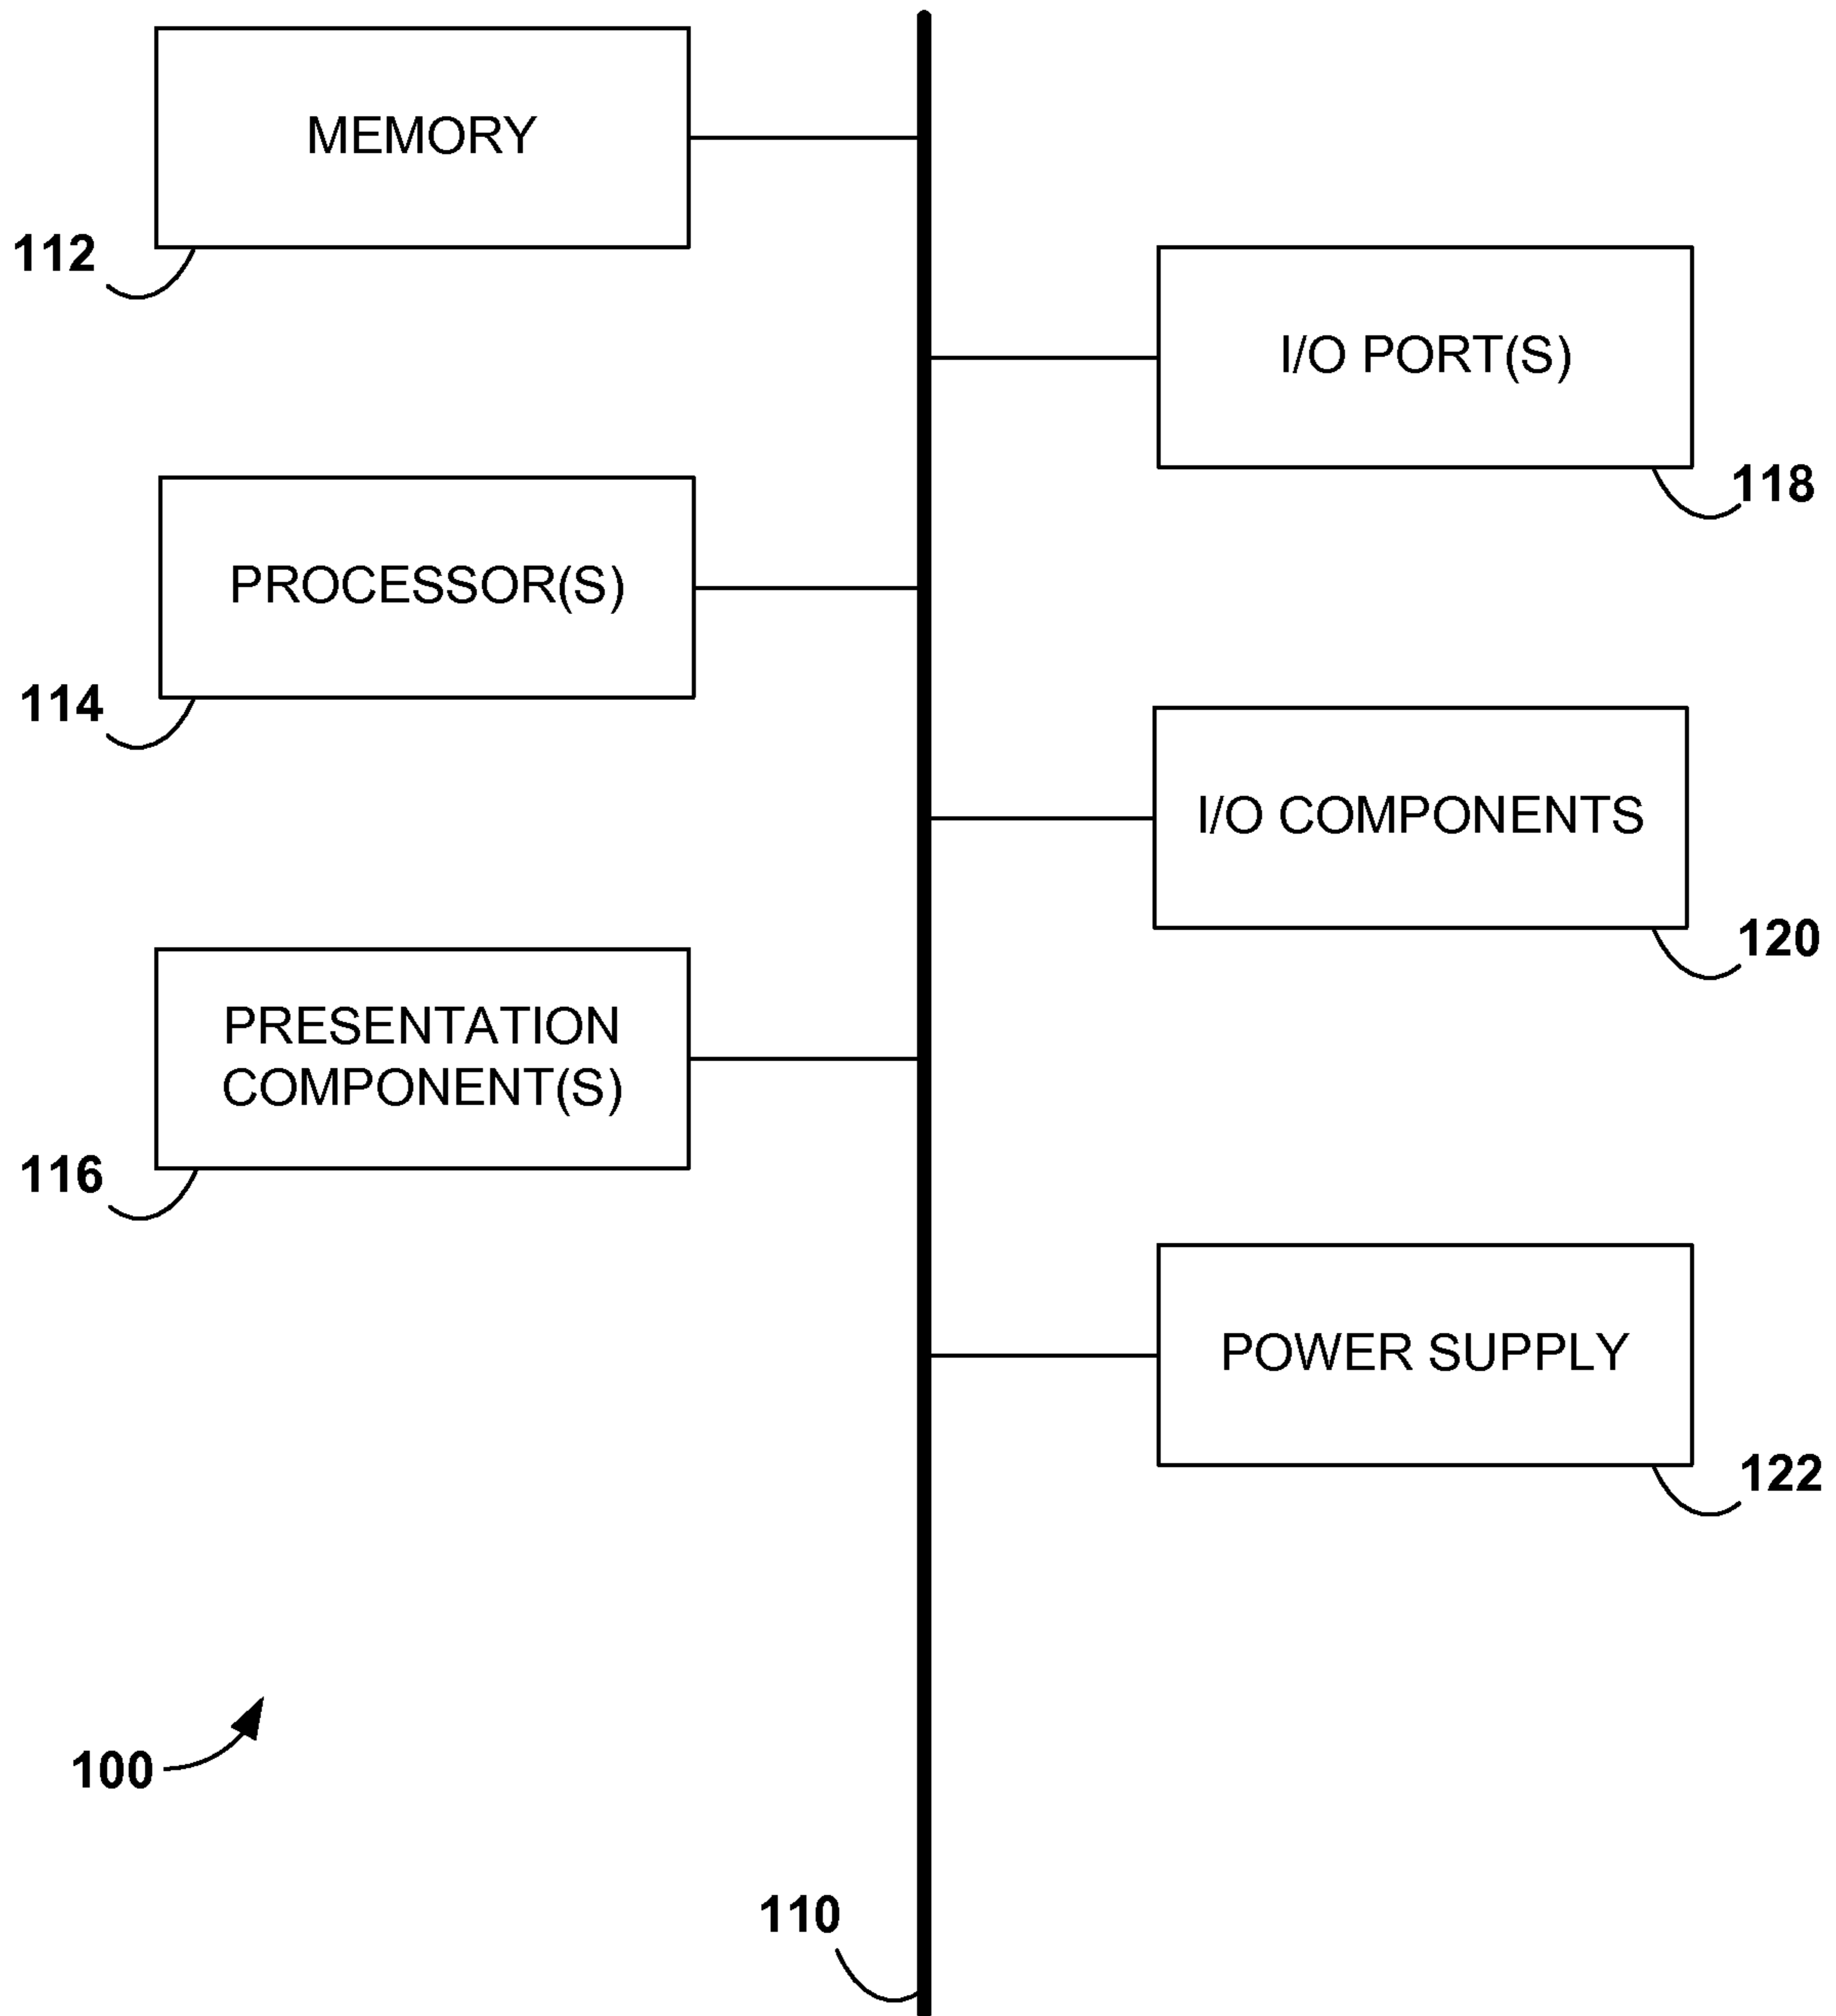 MEMORY
112
I/O PORT(S)
118
PROCESSOR(S)
114
I/O COMPONENTS
120
PRESENTATION
COMPONENT(S)
116
POWER SUPPLY
122
100
110